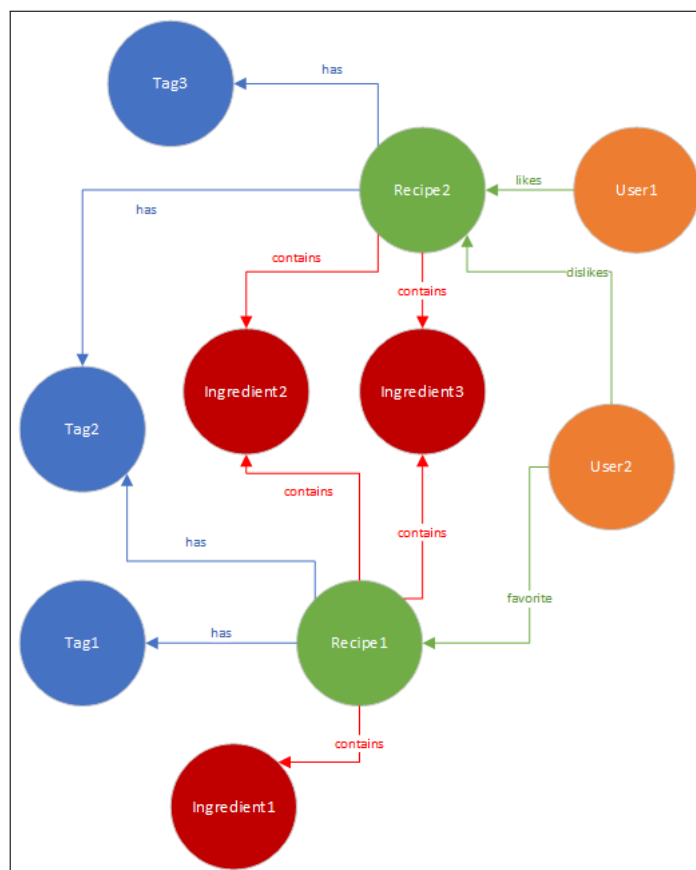 has
Tag3
Recipe2
likes
User1
has
contains
dislikes
contains
Ingredient2
Ingredient3
Tag2
User2
contains
contains
has
favorite
has
Tag1
Recipe1
contains
Ingredient1